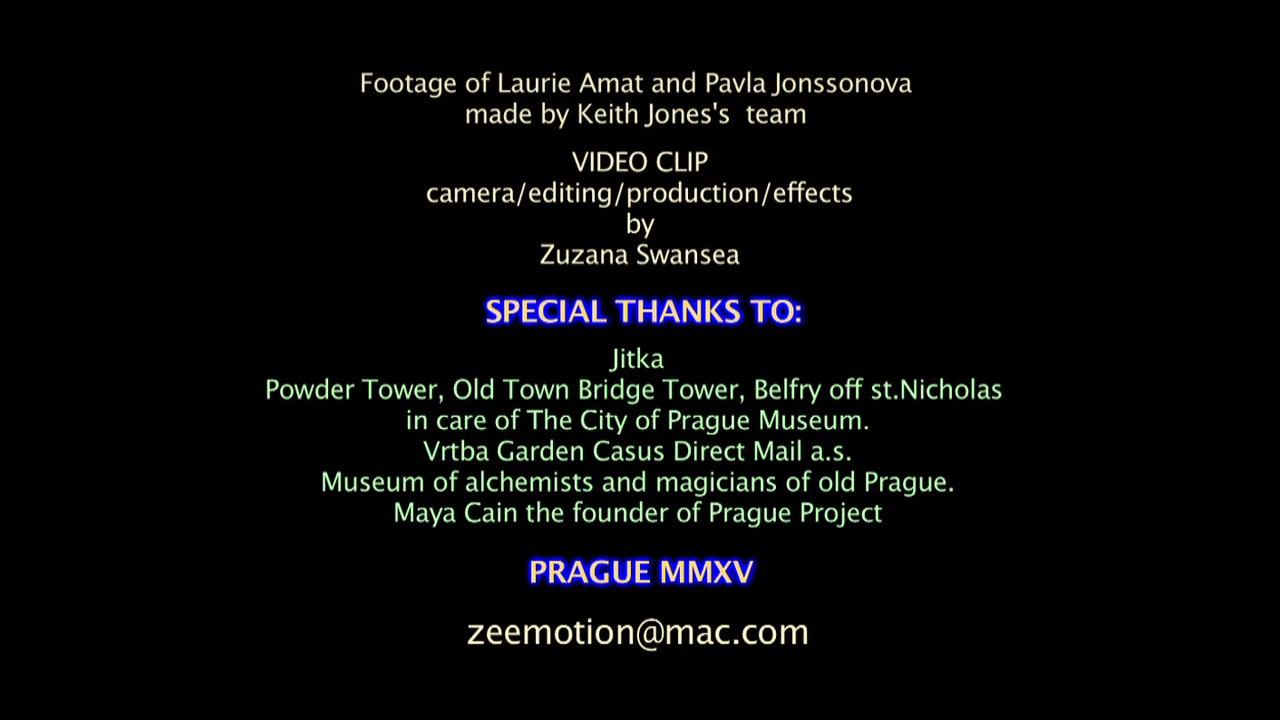 Footage of Laurie Amat and Pavla Jonssonova
made by Keith Jones's  team
VIDEO CLIP
camera/editing/production/effects
by
Zuzana Swansea
SPECIAL THANKS TO:
Jitka
Powder Tower, Old Town Bridge Tower, Belfry off st.Nicholas
in care of The City of Prague Museum.
Vrtba Garden Casus Direct Mail a.s.
Museum of alchemists and magicians of old Prague.
Maya Cain the founder of Prague Project
PRAGUE MMXV
zeemotion@mac.com